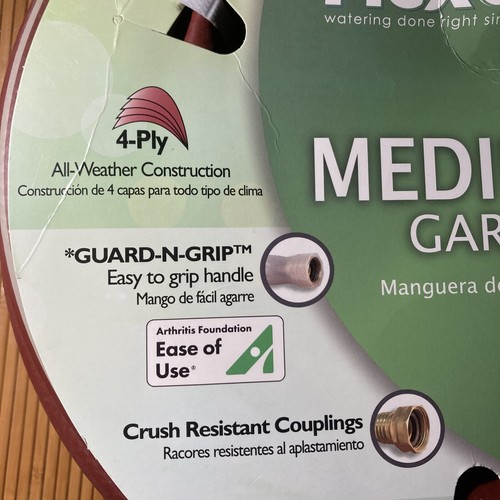 watering done right
4-Ply
All-Weather Construction
Construcción de 4 capas para todo tipo de clima
*GUARD-N-GRIP™
Easy to grip handle
Mango de fácil agarre
Arthritis Foundation
Ease of
Use®
Crush Resistant Couplings
Racores resistentes al aplastamiento
MEDI
GAR
Manguera d